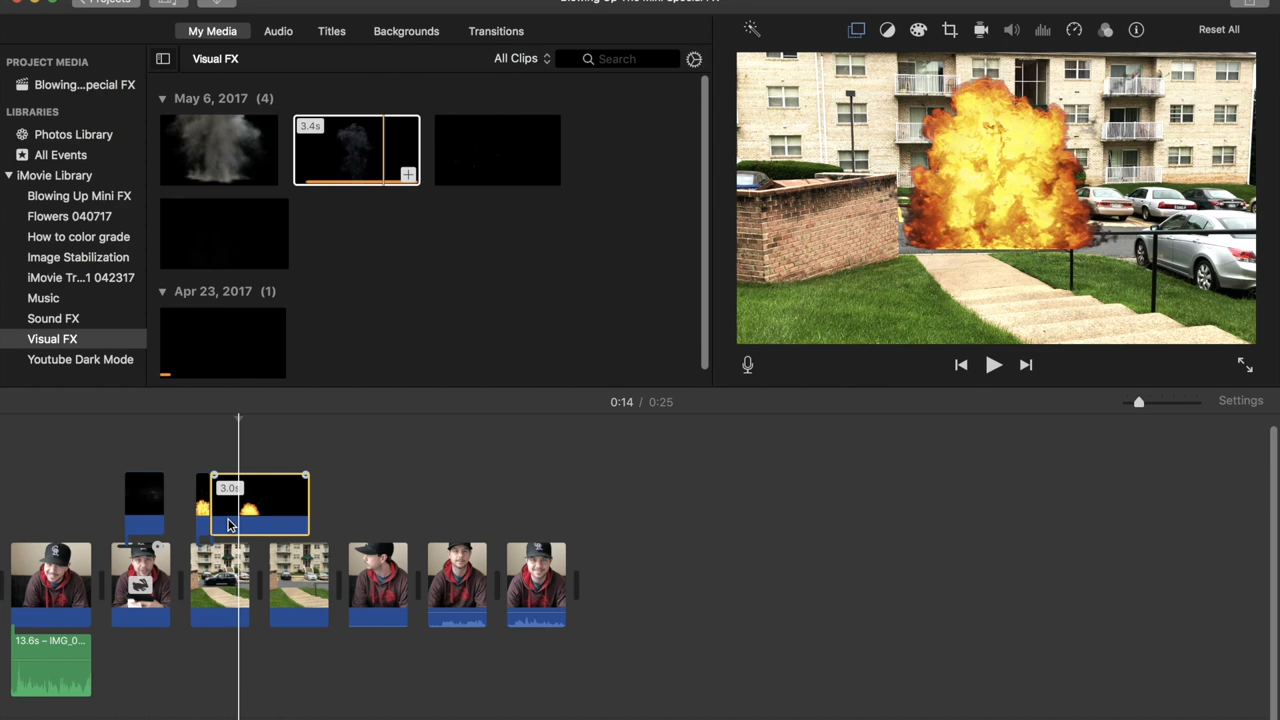 Projects
Blowing Up The Mini Special FX
My Media Audio Titles Backgrounds Transitions
Reset All
PROJECT MEDIA
Blowing...pecial FX
LIBRARIES
Photos Library
All Events
iMovie Library
Blowing Up Mini FX
Flowers 040717
How to color grade
Image Stabilization
iMovie Tr...1 042317
Music
Sound FX
Visual FX
Youtube Dark Mode
Visual FX
All Clips
Search
May 6, 2017 (4)
3.4s
Apr 23, 2017 (1)
0:14 / 0:25
Settings
3.0s
13.6s – IMG_0...